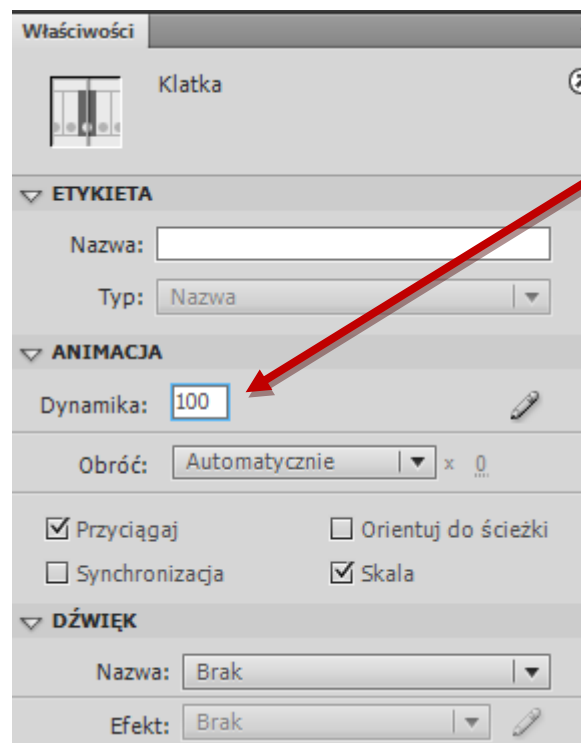 Właściwości
Klatka
ETYKIETA
Nazwa:
Typ: Nazwa
ANIMACJA
Dynamika: 100
Obróć: Automatycznie x 0
Przyciągaj Orientuj do ścieżki
Synchronizacja Skala
DŹWIĘK
Nazwa: Brak
Efekt: Brak